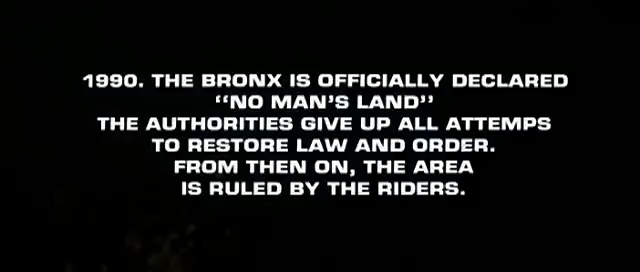 1990. THE BRONX IS OFFICIALLY DECLARED
"NO MAN'S LAND"
THE AUTHORITIES GIVE UP ALL ATTEMPS
TO RESTORE LAW AND ORDER.
FROM THEN ON, THE AREA
IS RULED BY THE RIDERS.